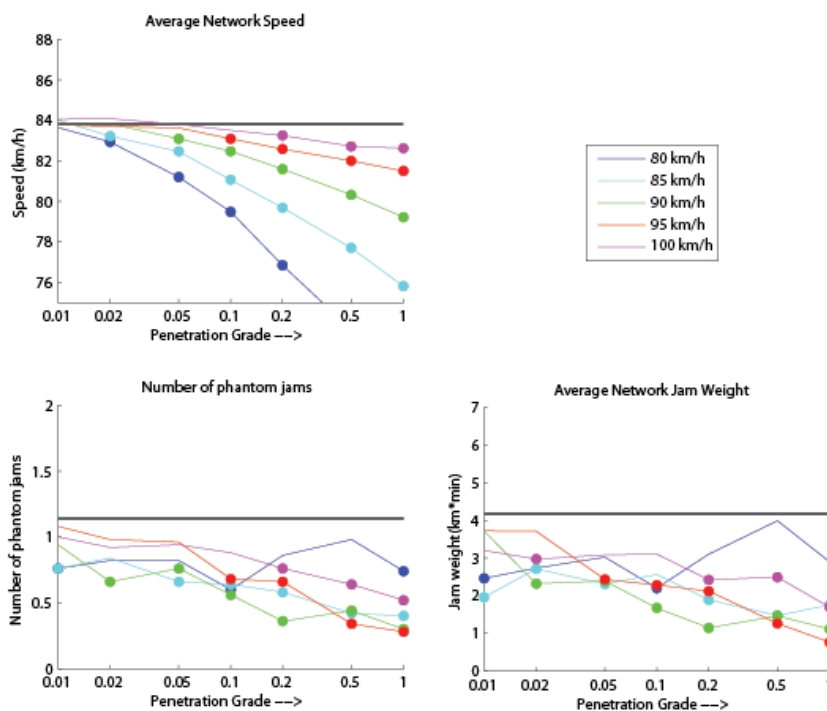 Average Network Speed
88
86
84
82
80
78
76
Speed (km/h)
0.01 0.02 0.05 0.1 0.2 0.5 1
Penetration Grade --->
80 km/h
85 km/h
90 km/h
95 km/h
100 km/h
Number of phantom jams
2
1.5
1
0.5
0
Number of phantom jams
0.01 0.02 0.05 0.1 0.2 0.5 1
Penetration Grade --->
Average Network Jam Weight
7
6
5
4
3
2
1
0
Jam weight (km*min)
0.01 0.02 0.05 0.1 0.2 0.5 1
Penetration Grade --->